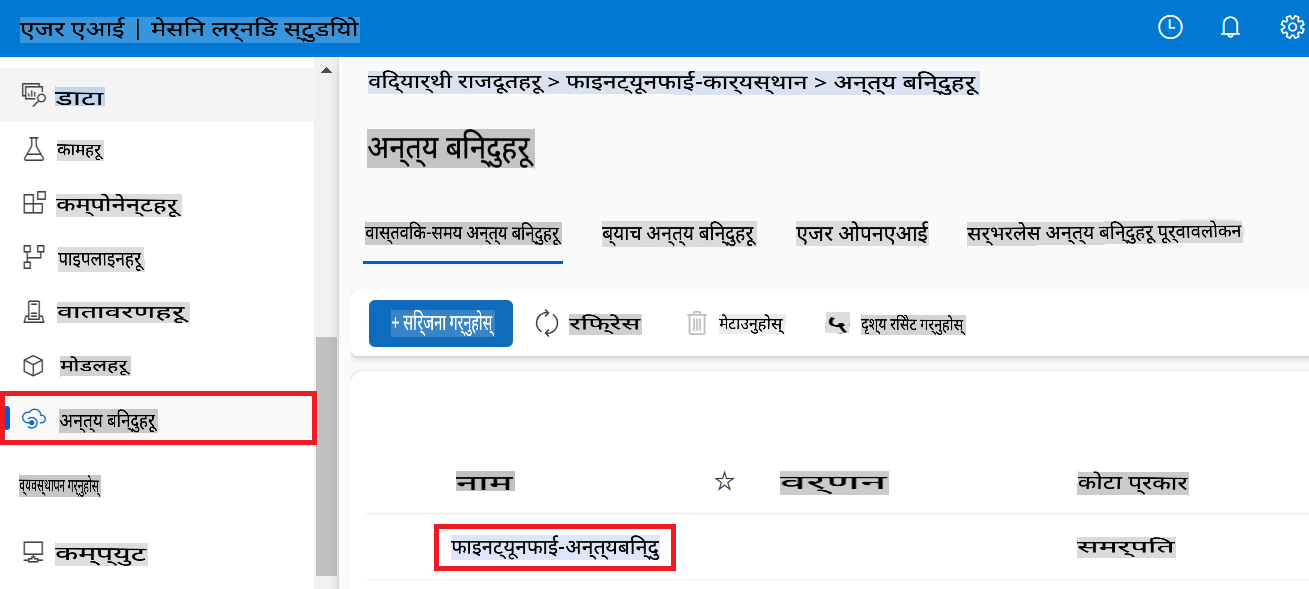 एजर एआई | मेसिन लर्निङ स्टुडियो
डाटा
कामहरू
कम्पोनेन्टहरू
पाइपलाइनहरू
वातावरणहरू
मोडलहरू
अन्त्य बिन्दुहरू
व्यवस्थापन गर्नुहोस्
कम्प्युट
विद्यार्थी राजदूतहरू > फाइनट्यूनफाई-कार्यस्थान > अन्त्य बिन्दुहरू
अन्त्य बिन्दुहरू
वास्तविक-समय अन्त्य बिन्दुहरू ब्याच अन्त्य बिन्दुहरू एजर ओपनएआई सर्भरलेस अन्त्य बिन्दुहरू पूर्वावलोकन
+ सिर्जना गर्नुहोस् रिफ्रेस मेटाउनुहोस् ५ दृश्य रिसेट गर्नुहोस्
नाम वर्णन कोटा प्रकार
फाइनट्यूनफाई-अन्त्यबिन्दु समर्पित